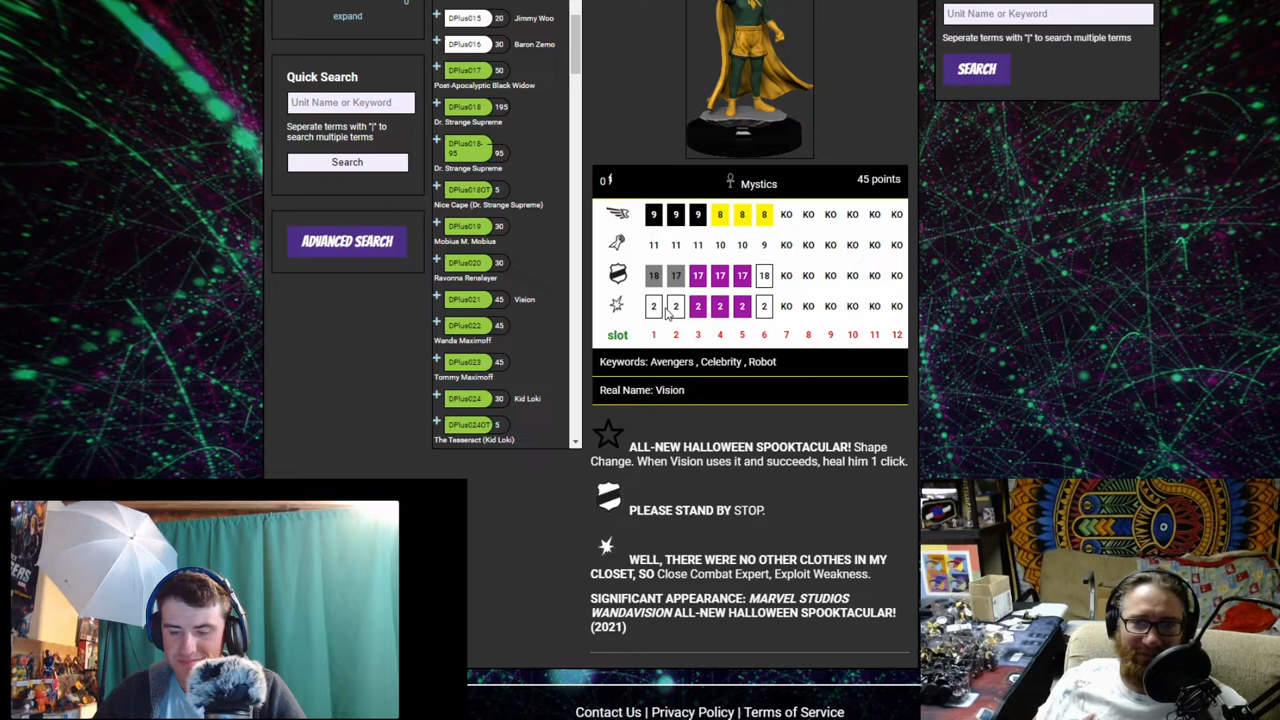 0
expand
Quick Search
Unit Name or Keyword
Seperate terms with "|" to
search multiple terms
Search
ADVANCED SEARCH
DPlus015 20 Jimmy Woo
DPlus016 30 Baron Zemo
DPlus017 50
Post-Apocalyptic Black Widow
DPlus018 195
Dr. Strange Supreme
DPlus018-
95 95
Dr. Strange Supreme
DPlus018OT 5
Nice Cape (Dr. Strange Supreme)
DPlus019 30
Mobius M. Mobius
DPlus020 30
Ravonna Renslayer
DPlus021 45 Vision
DPlus022 45
Wanda Maximoff
DPlus023 45
Tommy Maximoff
DPlus024 30 Kid Loki
DPlus024OT 5
The Tesseract (Kid Loki)
0 Mystics 45 points
9 9 9 8 8 8 KO KO KO KO KO KO
11 11 11 10 10 9 KO KO KO KO KO KO
18 17 17 17 17 18 KO KO KO KO KO KO
2 2 2 2 2 2 KO KO KO KO KO KO
slot 1 2 3 4 5 6 7 8 9 10 11 12
Keywords: Avengers , Celebrity , Robot
Real Name: Vision
ALL-NEW HALLOWEEN SPOOKTACULAR! Shape
Change. When Vision uses it and succeeds, heal him 1 click.
PLEASE STAND BY STOP.
WELL, THERE WERE NO OTHER CLOTHES IN MY
CLOSET, SO Close Combat Expert, Exploit Weakness.
SIGNIFICANT APPEARANCE: MARVEL STUDIOS
WANDAVISION ALL-NEW HALLOWEEN SPOOKTACULAR!
(2021)
Contact Us | Privacy Policy | Terms of Service
Unit Name or Keyword
Seperate terms with "|" to search multiple terms
SEARCH